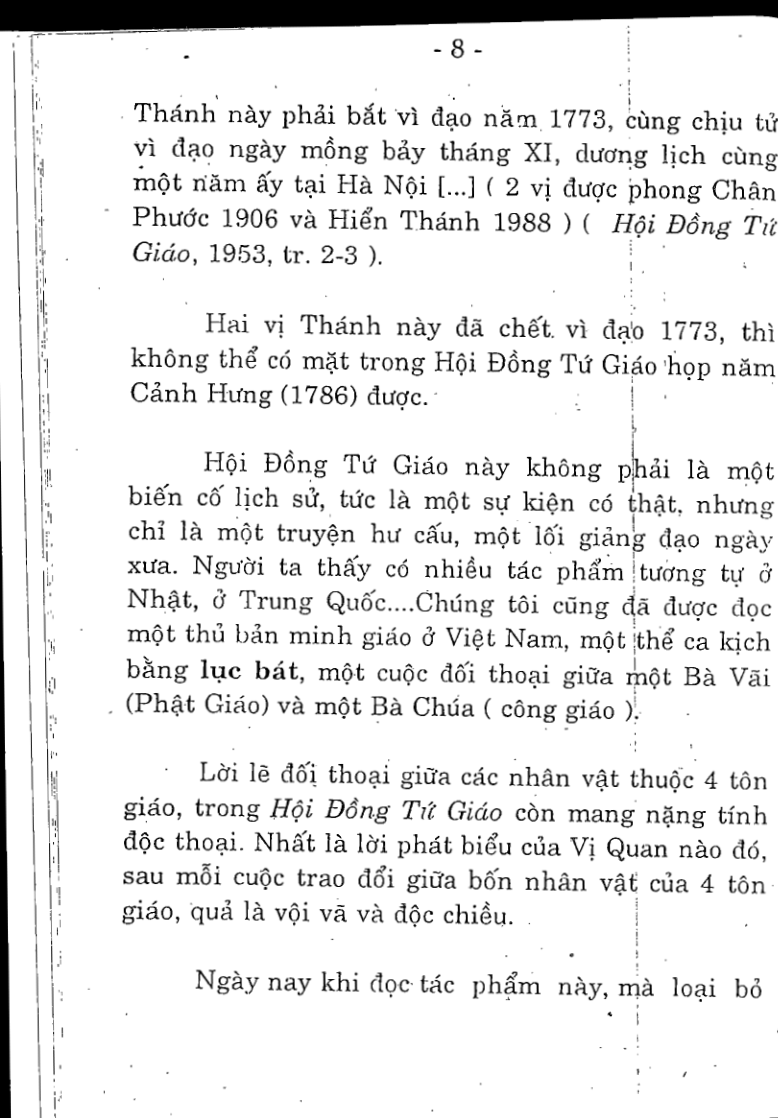 - 8 -
Thánh này phải bắt vì đạo năm 1773, cùng chịu tử
vì đạo ngày mồng bảy tháng XI, dương lịch cùng
một năm ấy tại Hà Nội [...] ( 2 vị được phong Chân
Phước 1906 và Hiển Thánh 1988 ) ( Hội Đồng Tứ
Giáo, 1953, tr. 2-3 ).
Hai vị Thánh này đã chết vì đạo 1773, thì
không thể có mặt trong Hội Đồng Tứ Giáo họp năm
Cảnh Hưng (1786) được.
Hội Đồng Tứ Giáo này không phải là một
biến cố lịch sử, tức là một sự kiện có thật, nhưng
chỉ là một truyện hư cấu, một lối giảng đạo ngày
xưa. Người ta thấy có nhiều tác phẩm tương tự ở
Nhật, ở Trung Quốc....Chúng tôi cũng đã được đọc
một thủ bản minh giáo ở Việt Nam, một thể ca kịch
bằng lục bát, một cuộc đối thoại giữa một Bà Vãi
(Phật Giáo) và một Bà Chúa ( công giáo ).
Lời lẽ đối thoại giữa các nhân vật thuộc 4 tôn
giáo, trong Hội Đồng Tứ Giáo còn mang nặng tính
độc thoại. Nhất là lời phát biểu của Vị Quan nào đó,
sau mỗi cuộc trao đổi giữa bốn nhân vật của 4 tôn
giáo, quả là vội vã và độc chiều.
Ngày nay khi đọc tác phẩm này, mà loại bỏ